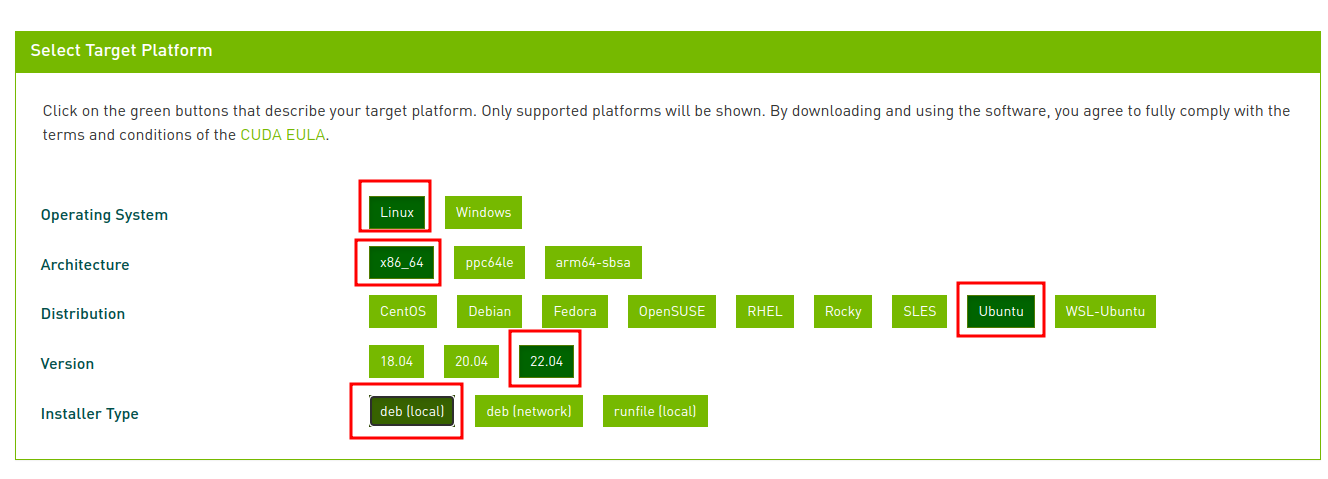 Select Target Platform
Click on the green buttons that describe your target platform. Only supported platforms will be shown. By downloading and using the software, you agree to fully comply with the
terms and conditions of the CUDA EULA.
Operating System Linux Windows
Architecture x86_64 ppc64le arm64-sbsa
Distribution CentOS Debian Fedora OpenSUSE RHEL Rocky SLES Ubuntu WSL-Ubuntu
Version 18.04 20.04 22.04
Installer Type deb (local) deb (network) runfile (local)